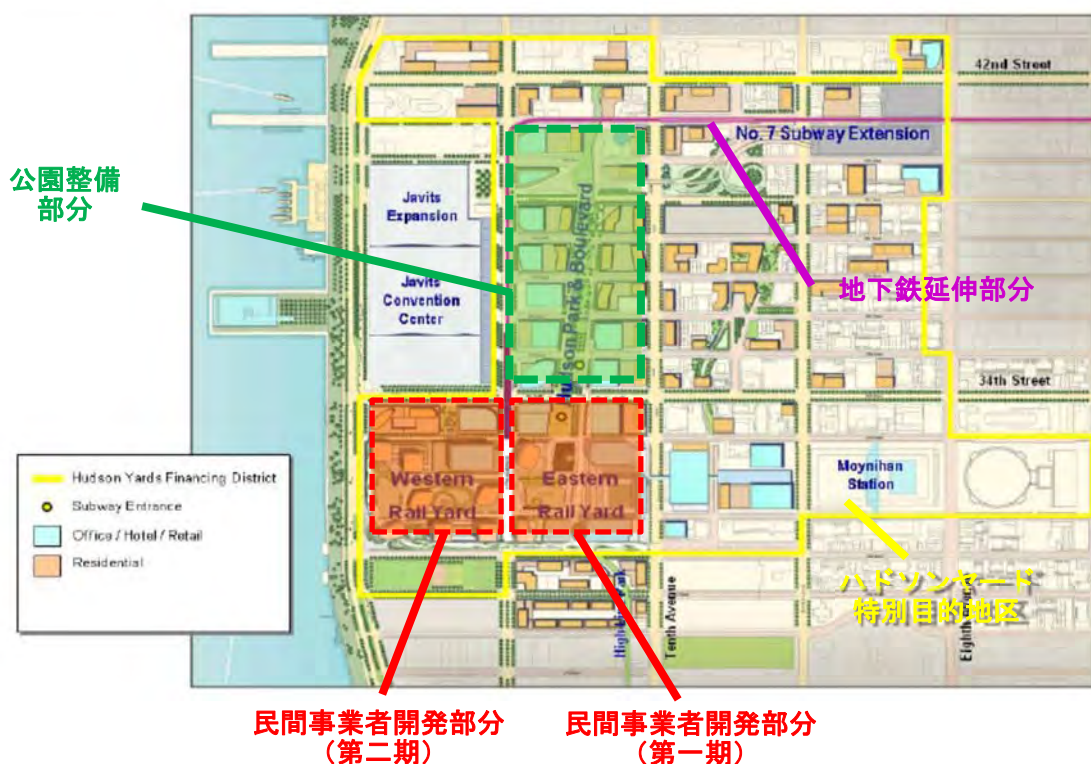 42nd Street
No. 7 Subway Extension
公園整備
部分
Javits
Expansion
Hudson Park & Boulevard
地下鉄延伸部分
Javits
Convention
Center
34th Street
Hudson Yards Financing District
Subway Entrance
Office / Hotel / Retail
Residential
Western
Rail Yard
Eastern
Rail Yard
Moynihan
Station
ハドソンヤード
特別目的地区
Tenth Avenue
民間事業者開発部分
(第二期)
民間事業者開発部分
(第一期)